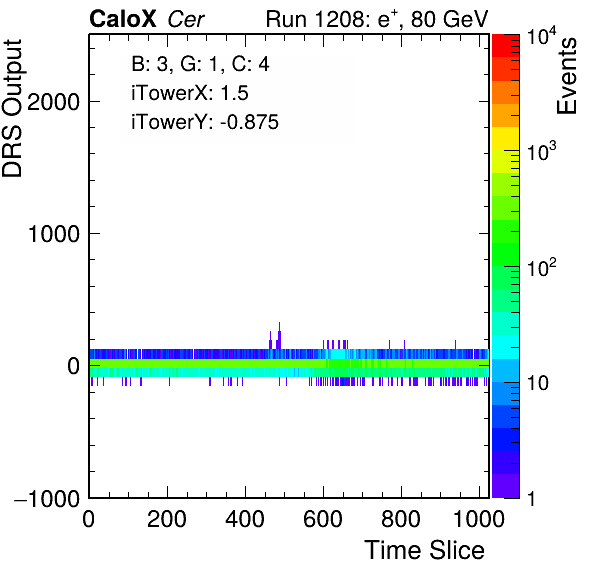 CaloX Cer Run 1208: e+, 80 GeV
B: 3, G: 1, C: 4
iTowerX: 1.5
iTowerY: -0.875
DRS Output
2000
1000
0
−1000
0 200 400 600 800 1000
Time Slice
Events
10^4
10^3
10^2
10
1